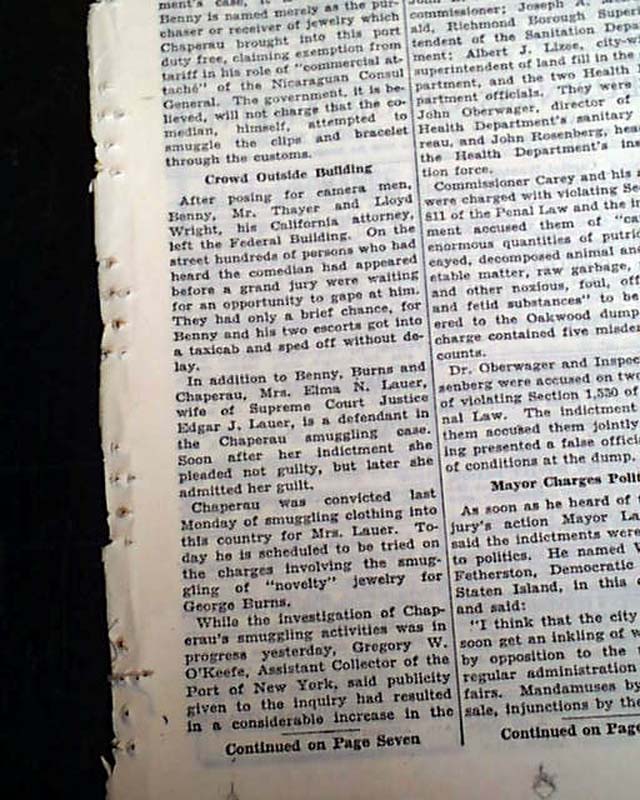 ment's case,
Benny is named merely as the pur-
chaser or receiver of jewelry which
Chaperau brought into this port
duty free, claiming exemption from
tariff in his role of "commercial at-
taché" of the Nicaraguan Consul
General. The government, it is be-
lieved, will not charge that the co-
median, himself, attempted to
smuggle the clips and bracelet
through the customs.
Crowd Outside Building
After posing for camera men,
Benny, Mr. Thayer and Lloyd
Wright, his California attorney,
left the Federal Building. On the
street hundreds of persons who had
heard the comedian had appeared
before a grand jury were waiting
for an opportunity to gape at him.
They had only a brief chance, for
Benny and his two escorts got into
a taxicab and sped off without de-
lay.
In addition to Benny, Burns and
Chaperau, Mrs. Elma N. Lauer,
wife of Supreme Court Justice
Edgar J. Lauer, is a defendant in
the Chaperau smuggling case.
Soon after her indictment she
pleaded not guilty, but later she
admitted her guilt.
Chaperau was convicted last
Monday of smuggling clothing into
this country for Mrs. Lauer. To-
day he is scheduled to be tried on
the charges involving the smug-
gling of "novelty" jewelry for
George Burns.
While the investigation of Chap-
erau's smuggling activities was in
progress yesterday, Gregory W.
O'Keefe, Assistant Collector of the
Port of New York, said publicity
given to the inquiry had resulted
in a considerable increase in the
Continued on Page Seven
commissioner; Joseph A.
ald, Richmond Borough Super
tendent of the Sanitation Depa
ment; Albert J. Lizee, city-wi
superintendent of land fill in the
partment, and the two Health
partment officials. They were
John Oberwager, director of
Health Department's sanitary
reau, and John Rosenberg, hea
the Health Department's ins
tion force.
Commissioner Carey and his a
were charged with violating Sec
811 of the Penal Law and the in
ment accused them of "ca
enormous quantities of putrid
cayed, decomposed animal and
etable matter, raw garbage,
and other noxious, foul, off
and fetid substances" to be
ered to the Oakwood dump
charge contained five misde
counts.
Dr. Oberwager and Inspec
senberg were accused on two
of violating Section 1,530 of
nal Law. The indictment
them accused them jointly
ing presented a false offici
of conditions at the dump.
Mayor Charges Polit
As soon as he heard of t
jury's action Mayor La
said the indictments were
to politics. He named W
Fetherston, Democratic
Staten Island, in this
and said:
"I think that the city
soon get an inkling of w
by opposition to the
regular administration
fairs. Mandamuses by
sale, injunctions by the
Continued on Page